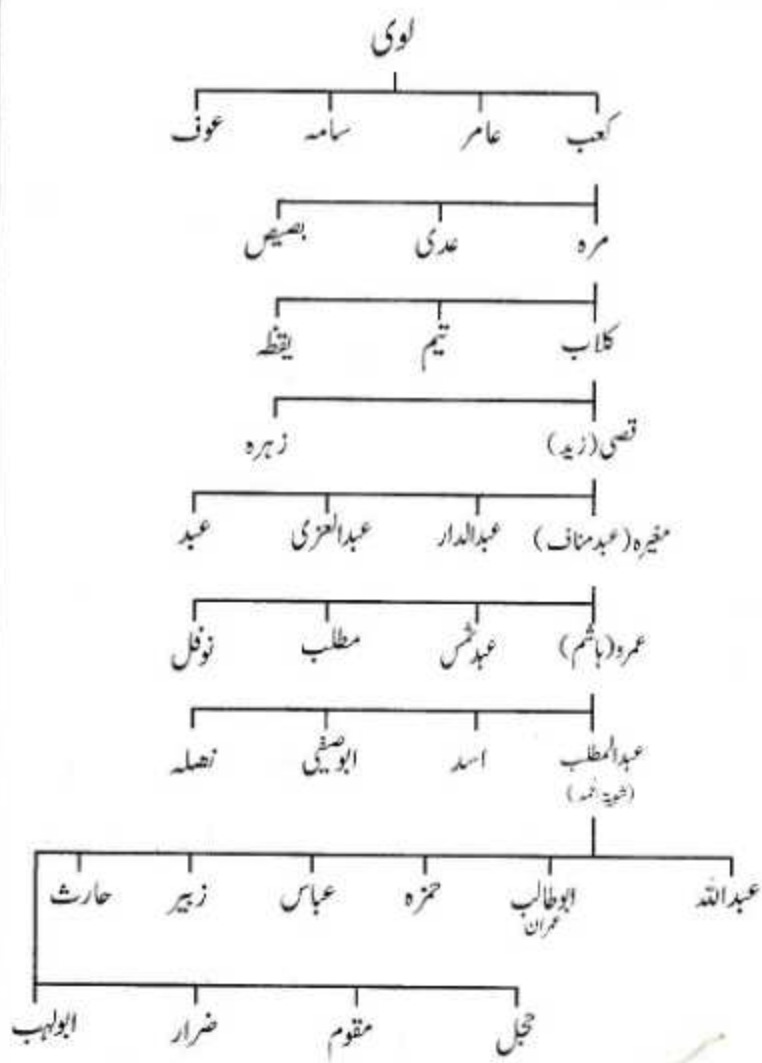 لوی
کعب عامر سامہ عوف
مرہ عدی بصیص
کلاب تیم یقظہ
قصی (زید) زہرہ
مغیرہ (عبدمناف) عبدالدار عبدالعزی عبد
عمرو (ہاشم) عبدشمس مطلب نوفل
عبدالمطلب اسد ابوصفی نضلہ
عبداللہ ابوطالب حمزہ عباس زبیر حارث
عمران
حجل مقوم ضرار ابولہب